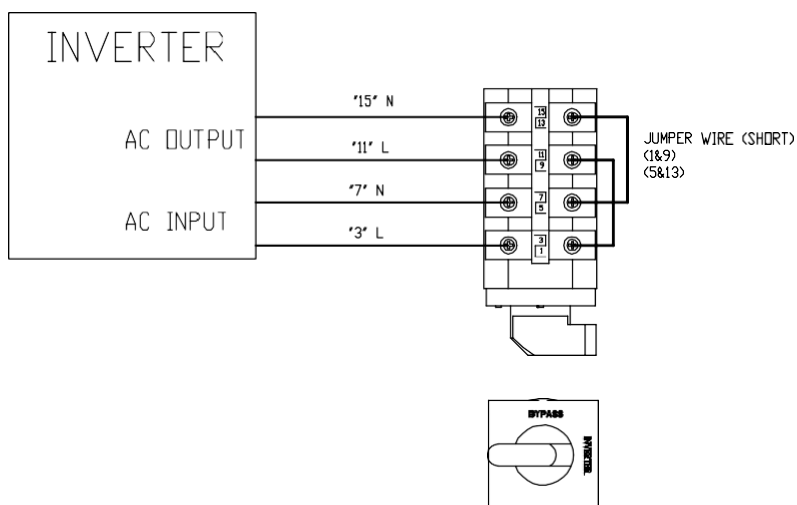 INVERTER
"15" N
AC OUTPUT
"11" L
"7" N
AC INPUT
"3" L
15
13
11
9
7
5
3
1
JUMPER WIRE (SHORT)
(1&9)
(5&13)
BYPASS
INVERTER